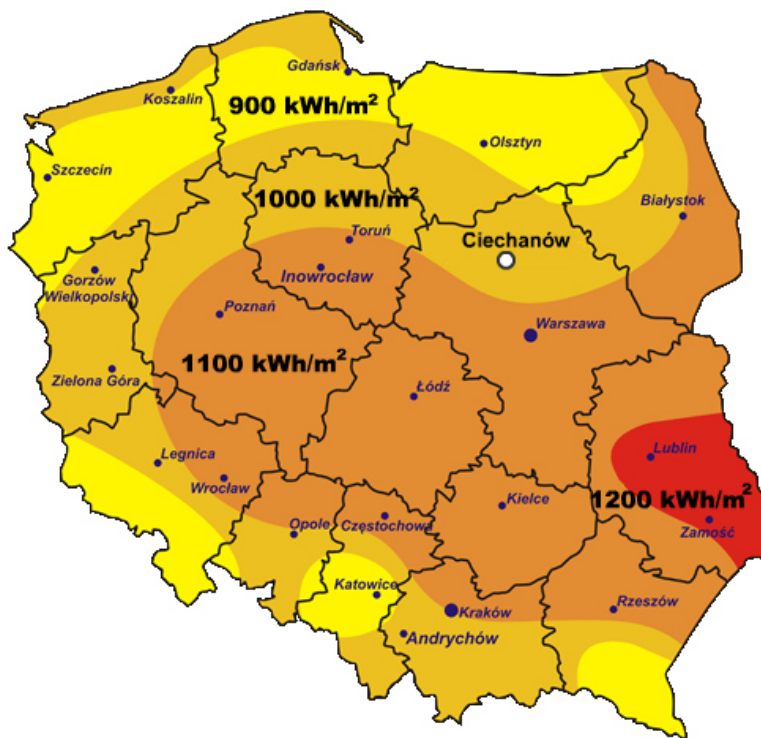 Gdańsk
Koszalin
900 kWh/m²
Olsztyn
Szczecin
1000 kWh/m²
Białystok
Toruń
Ciechanów
Gorzów
Wielkopolski
Inowrocław
Poznań
Warszawa
1100 kWh/m²
Zielona Góra
Łódź
Legnica
Lublin
Wrocław
1200 kWh/m²
Kielce
Opole
Częstochowa
Zamość
Katowice
Kraków
Rzeszów
Andrychów